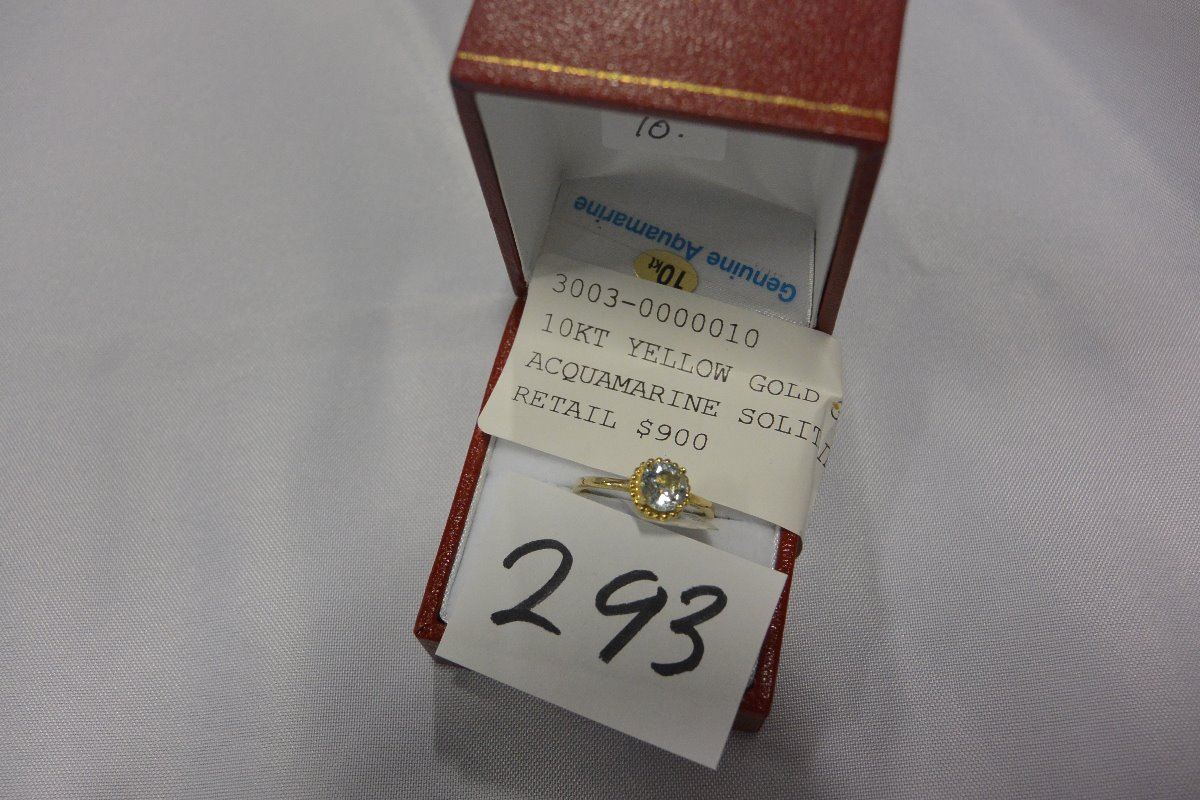 10.
Genuine Aquamarine
10kt
3003-0000010
10KT YELLOW GOLD
ACQUAMARINE SOLIT
RETAIL $900
293